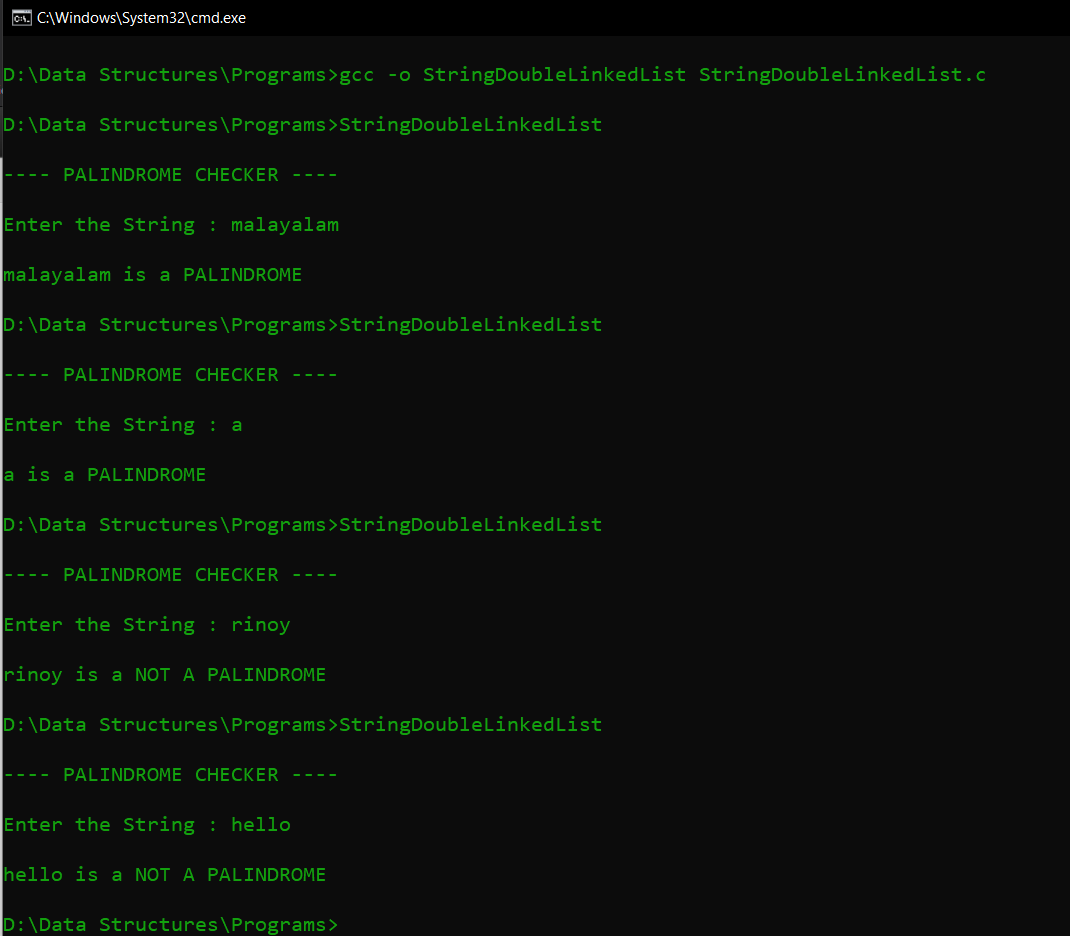 C:\Windows\System32\cmd.exe
D:\Data Structures\Programs>gcc -o StringDoubleLinkedList StringDoubleLinkedList.c
D:\Data Structures\Programs>StringDoubleLinkedList
---- PALINDROME CHECKER ----
Enter the String : malayalam
malayalam is a PALINDROME
D:\Data Structures\Programs>StringDoubleLinkedList
---- PALINDROME CHECKER ----
Enter the String : a
a is a PALINDROME
D:\Data Structures\Programs>StringDoubleLinkedList
---- PALINDROME CHECKER ----
Enter the String : rinoy
rinoy is a NOT A PALINDROME
D:\Data Structures\Programs>StringDoubleLinkedList
---- PALINDROME CHECKER ----
Enter the String : hello
hello is a NOT A PALINDROME
D:\Data Structures\Programs>